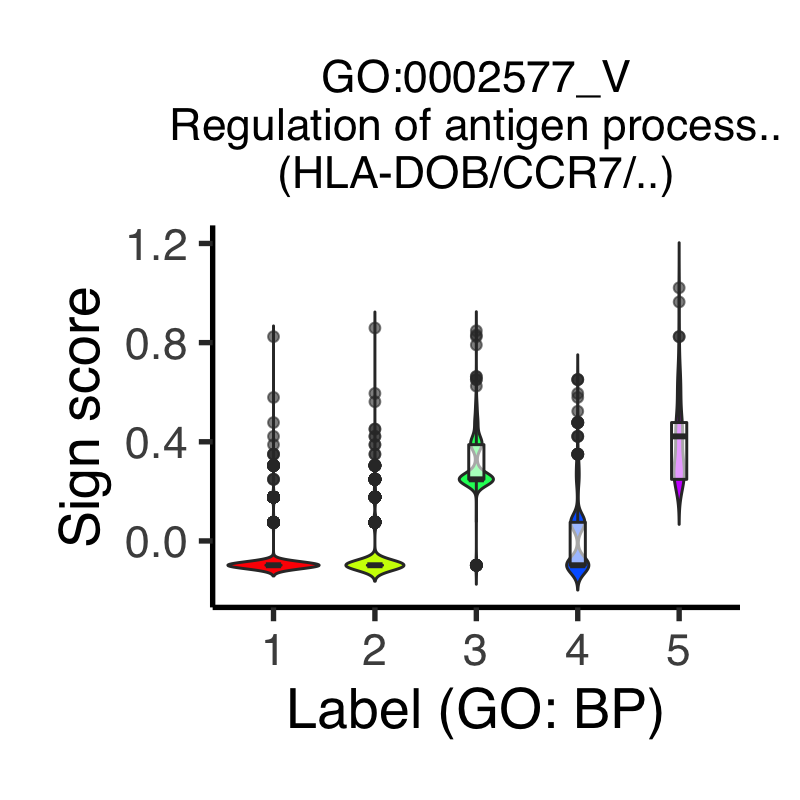 GO:0002577_V
Regulation of antigen process..
(HLA-DOB/CCR7/..)
Sign score
1.2
0.8
0.4
0.0
1 2 3 4 5
Label (GO: BP)